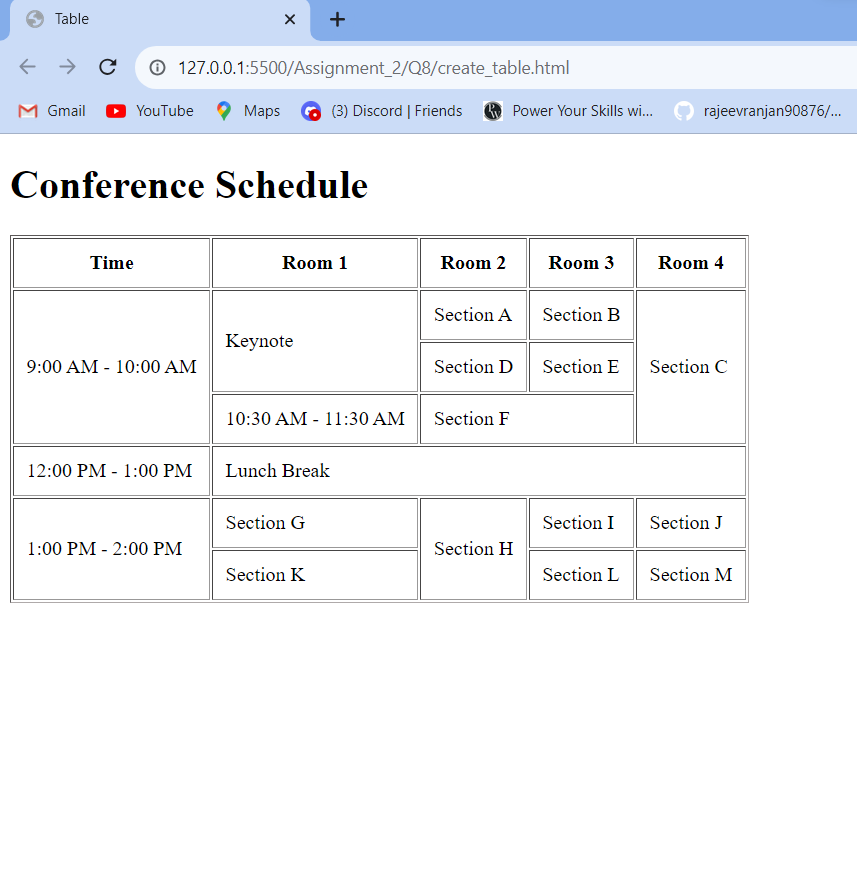 Table
127.0.0.1:5500/Assignment_2/Q8/create_table.html
Gmail YouTube Maps (3) Discord | Friends Power Your Skills wi... rajeevranjan90876/...
Conference Schedule
Time Room 1 Room 2 Room 3 Room 4
9:00 AM - 10:00 AM Keynote Section A Section B Section C
Section D Section E
10:30 AM - 11:30 AM Section F
12:00 PM - 1:00 PM Lunch Break
1:00 PM - 2:00 PM Section G Section H Section I Section J
Section K Section L Section M